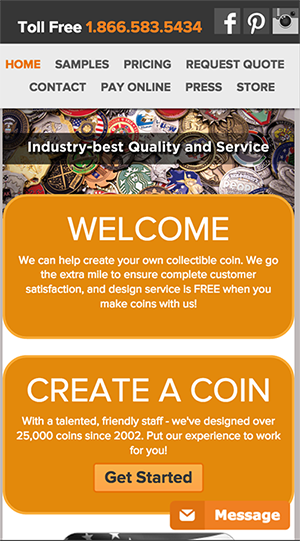 Toll Free 1.866.583.5434
HOME SAMPLES PRICING REQUEST QUOTE
CONTACT PAY ONLINE PRESS STORE
Industry-best Quality and Service
WELCOME
We can help create your own collectible coin. We go
the extra mile to ensure complete customer
satisfaction, and design service is FREE when you
make coins with us!
CREATE A COIN
With a talented, friendly staff - we've designed over
25,000 coins since 2002. Put our experience to work
for you!
Get Started
Message